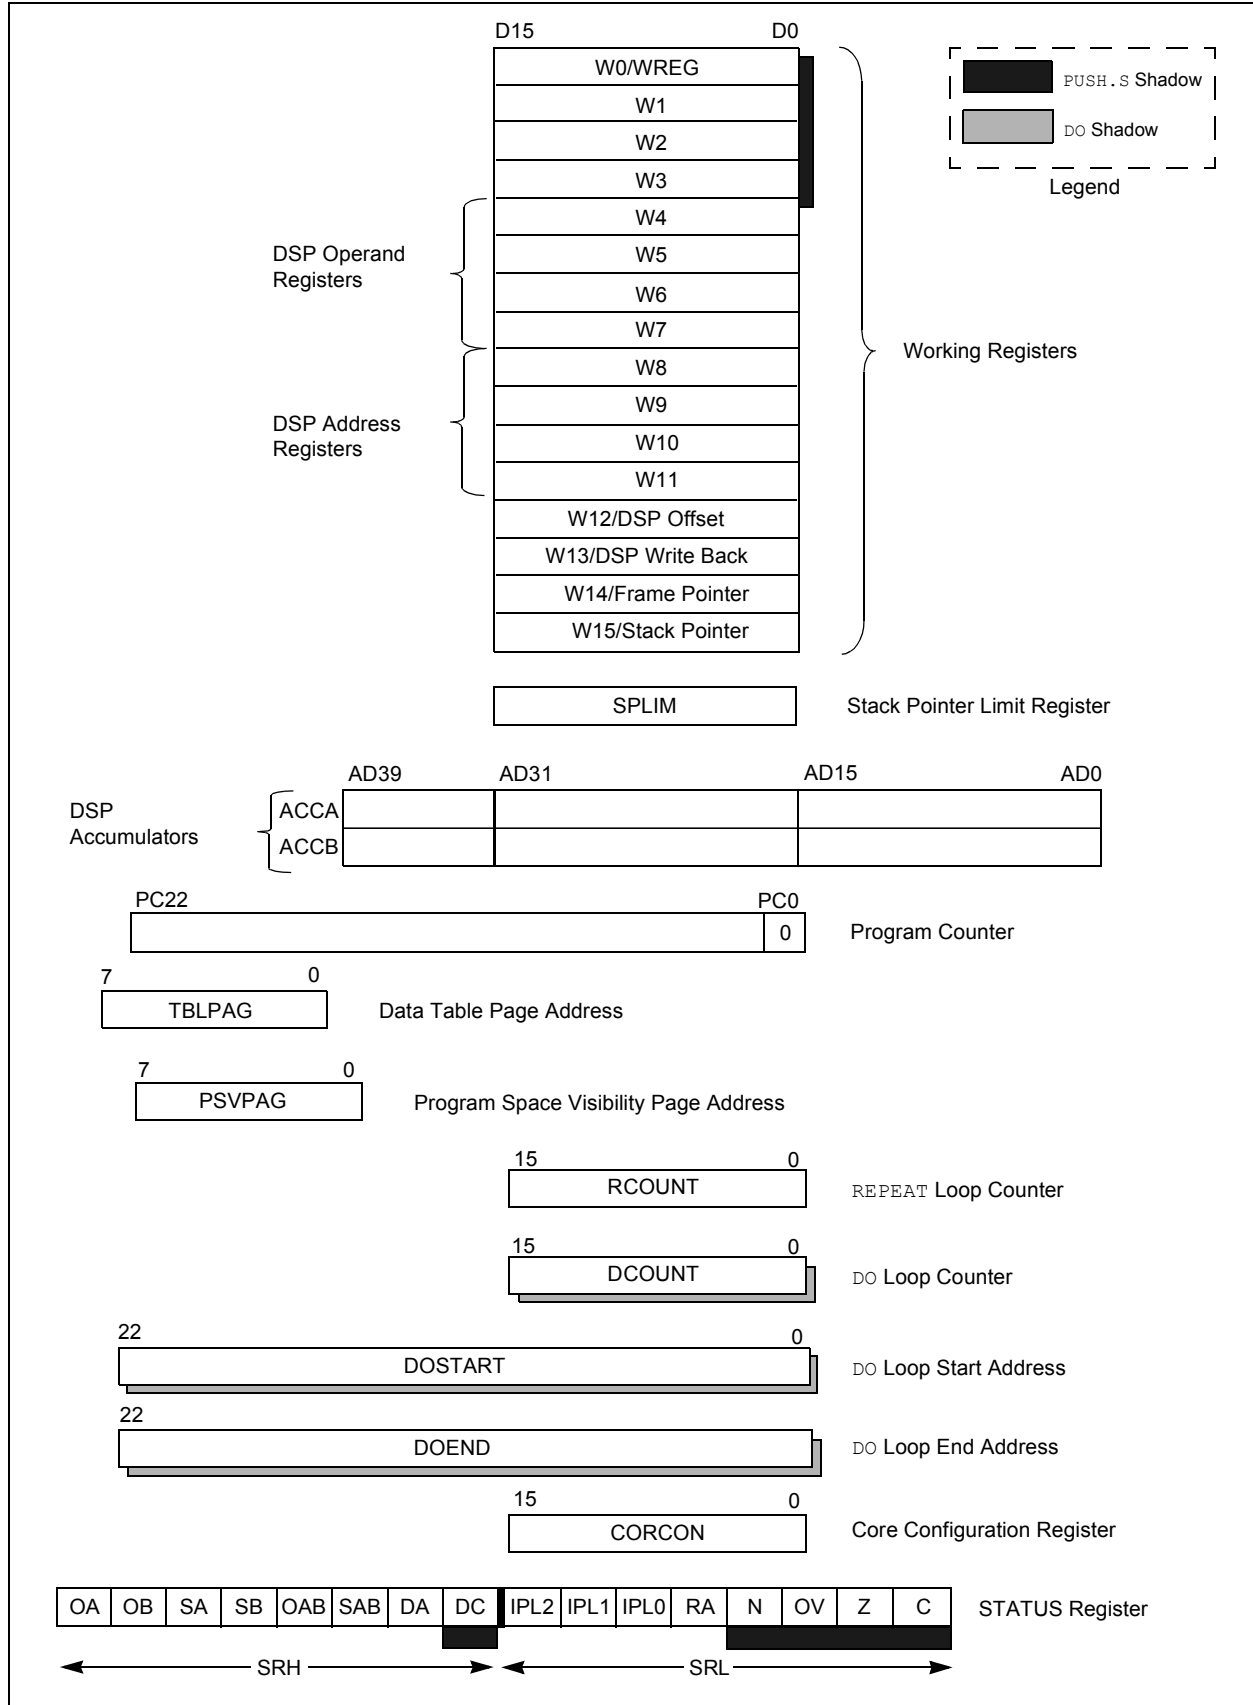 D15 D0
W0/WREG
W1
W2
W3
W4
W5
W6
W7
W8
W9
W10
W11
W12/DSP Offset
W13/DSP Write Back
W14/Frame Pointer
W15/Stack Pointer
PUSH.S Shadow
DO Shadow
Legend
DSP Operand
Registers
DSP Address
Registers
Working Registers
SPLIM Stack Pointer Limit Register
AD39 AD31 AD15 AD0
DSP
Accumulators
ACCA
ACCB
PC22 PC0
0 Program Counter
7 0
TBLPAG Data Table Page Address
7 0
PSVPAG Program Space Visibility Page Address
15 0
RCOUNT REPEAT Loop Counter
15 0
DCOUNT DO Loop Counter
22 0
DOSTART DO Loop Start Address
22
DOEND DO Loop End Address
15 0
CORCON Core Configuration Register
OA OB SA SB OAB SAB DA DC IPL2 IPL1 IPL0 RA N OV Z C STATUS Register
SRH SRL